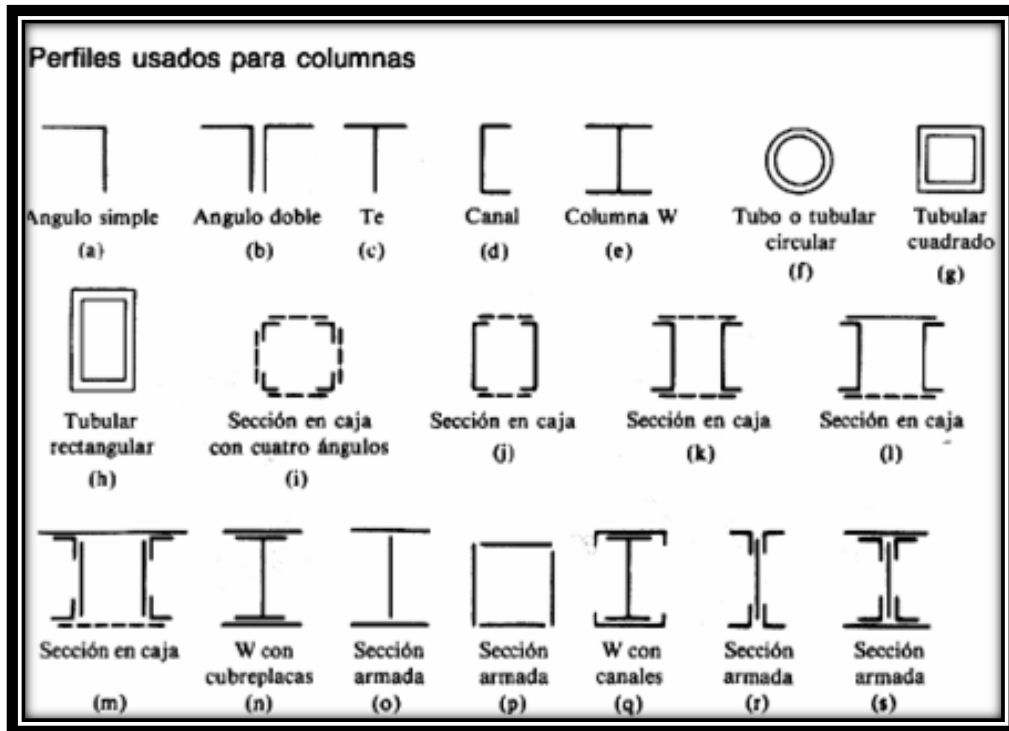 Perfiles usados para columnas
Angulo simple
(a)
Angulo doble
(b)
Te
(c)
Canal
(d)
Columna W
(e)
Tubo o tubular
circular
(f)
Tubular
cuadrado
(g)
Tubular
rectangular
(h)
Sección en caja
con cuatro ángulos
(i)
Sección en caja
(j)
Sección en caja
(k)
Sección en caja
(l)
Sección en caja
(m)
W con
cubreplacas
(n)
Sección
armada
(o)
Sección
armada
(p)
W con
canales
(q)
Sección
armada
(r)
Sección
armada
(s)